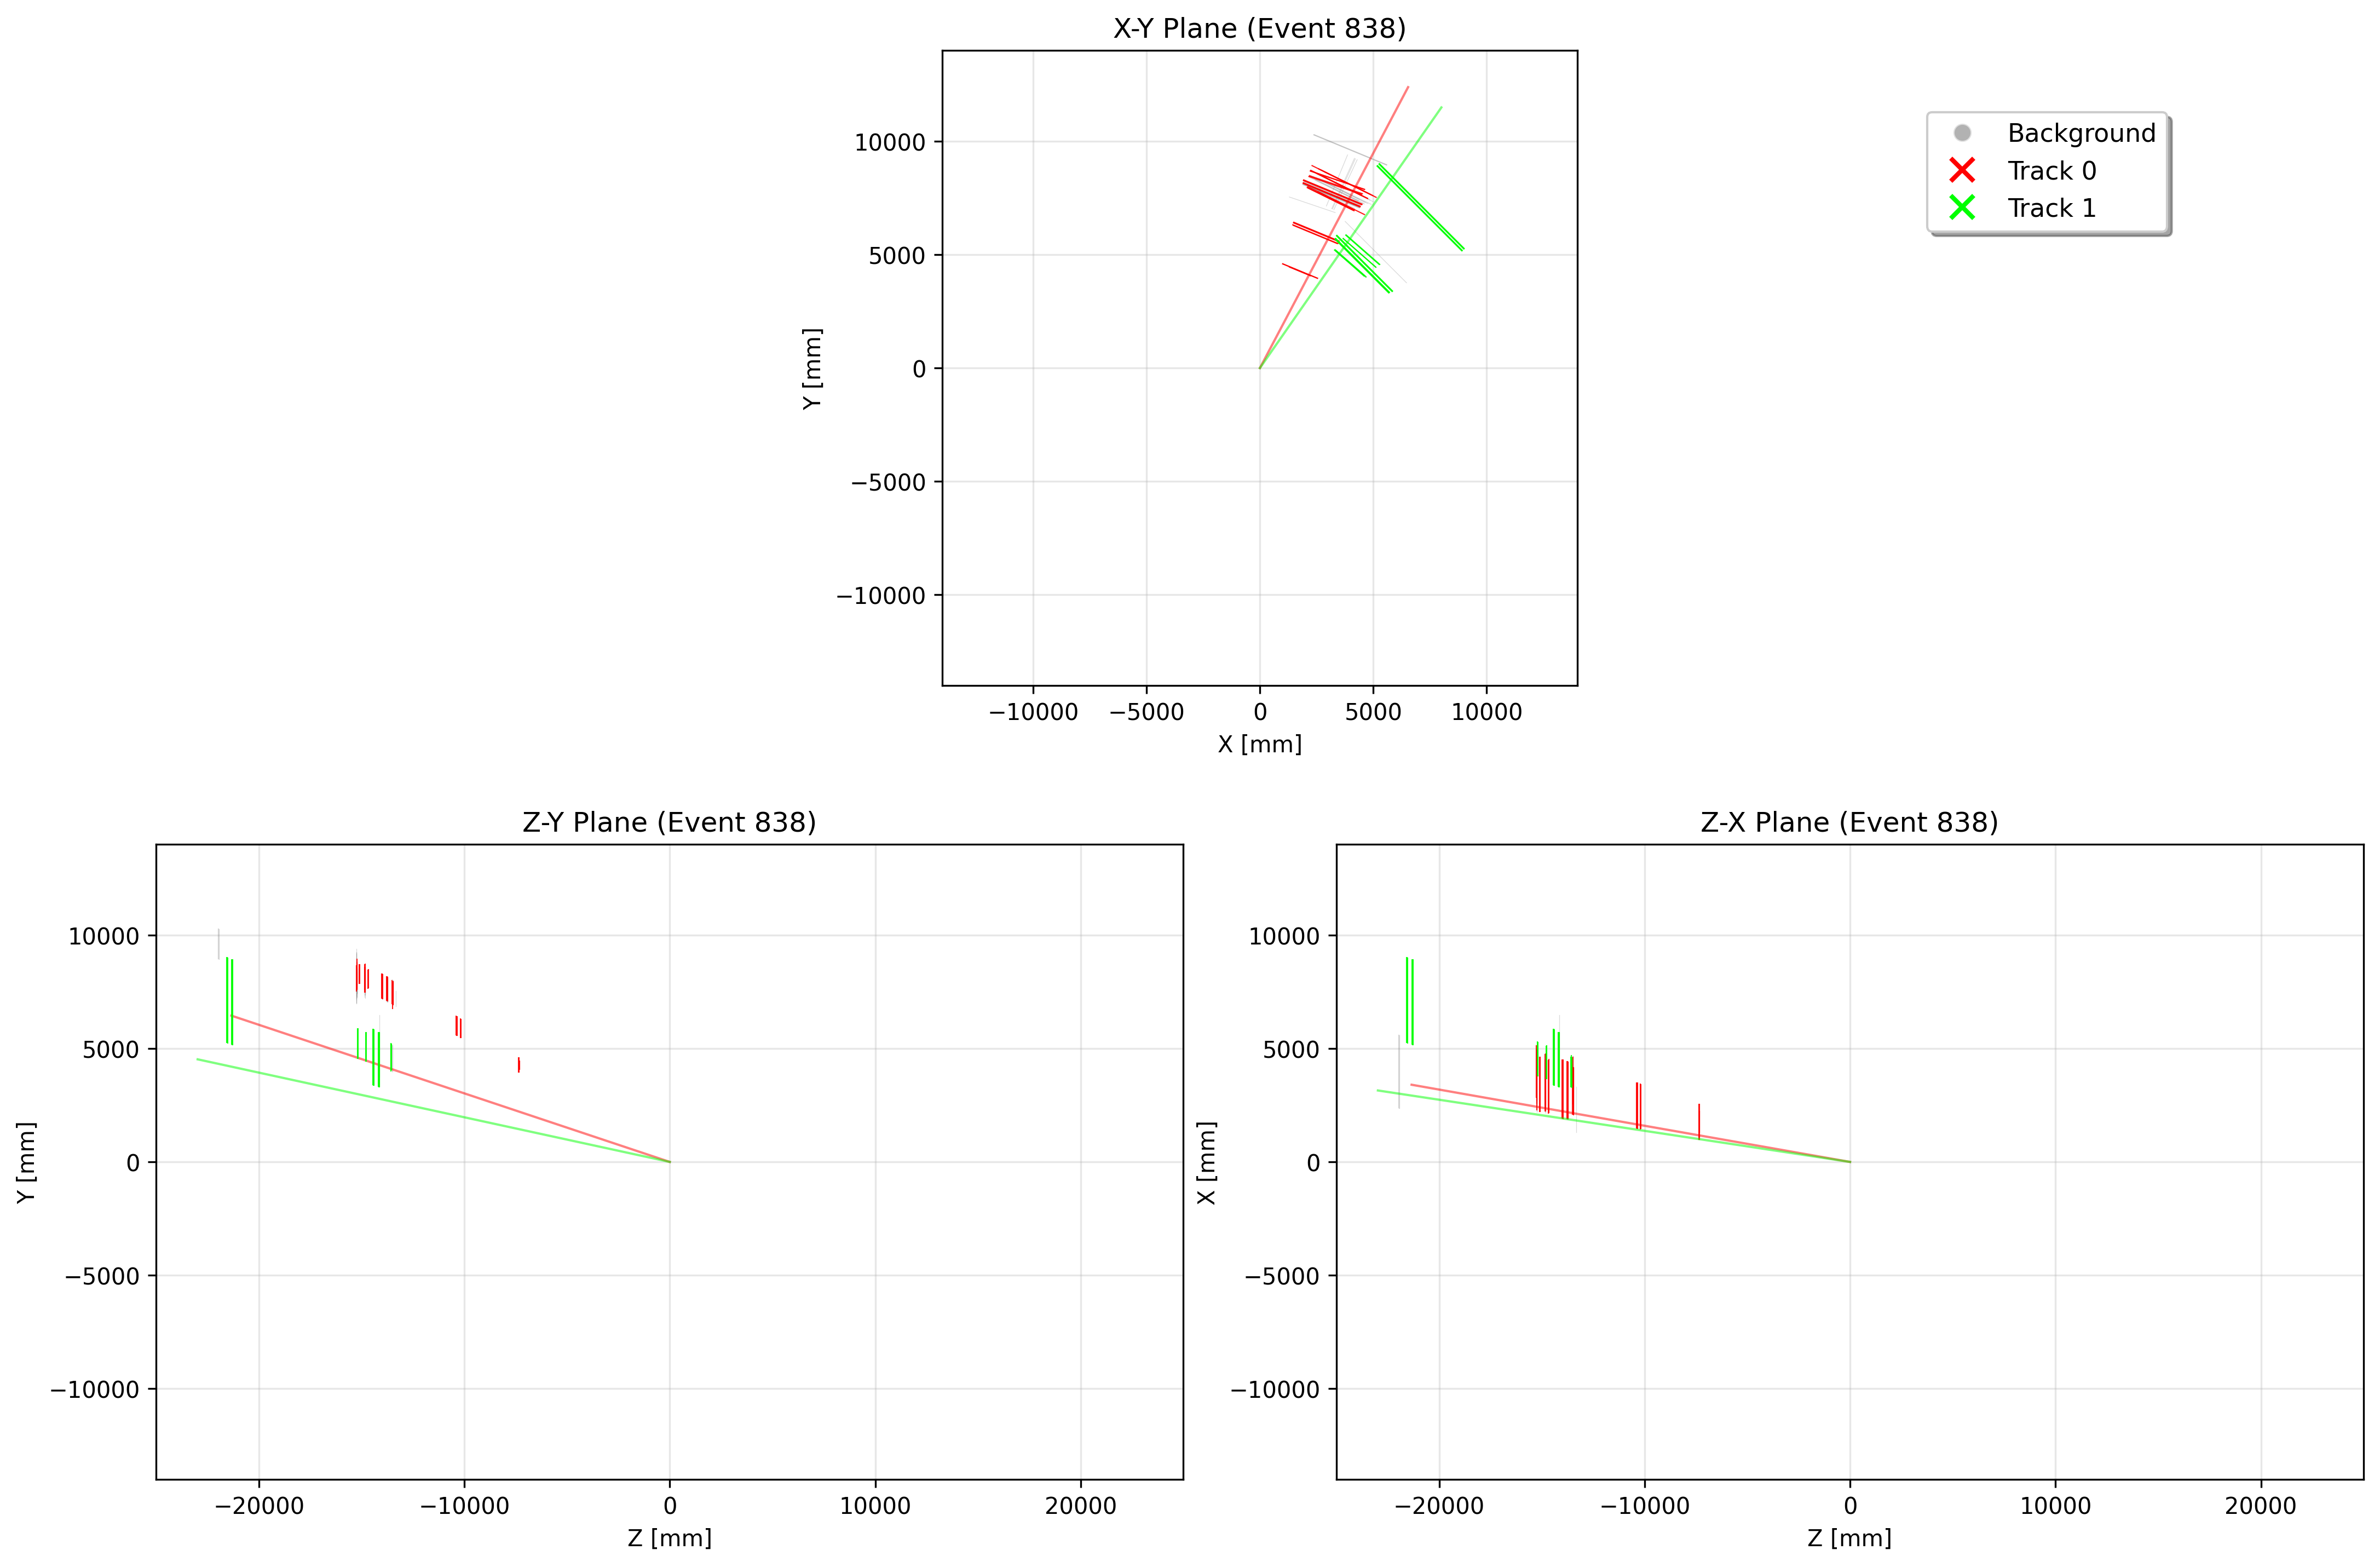 X-Y Plane (Event 838)
Background
Track 0
Track 1
10000
5000
0
−5000
−10000
Y [mm]
−10000 −5000 0 5000 10000
X [mm]
Z-Y Plane (Event 838)
10000
5000
0
−5000
−10000
Y [mm]
−20000 −10000 0 10000 20000
Z [mm]
Z-X Plane (Event 838)
10000
5000
0
−5000
−10000
X [mm]
−20000 −10000 0 10000 20000
Z [mm]